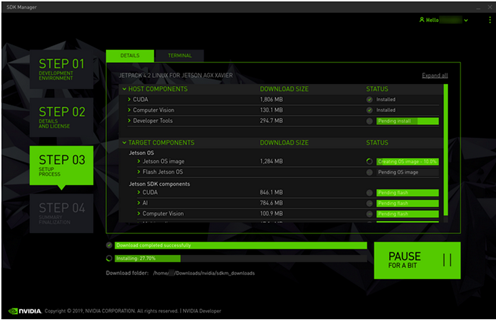 SDK Manager
Hello
STEP 01
DEVELOPMENT
ENVIRONMENT
STEP 02
DETAILS
AND LICENSE
STEP 03
SETUP
PROCESS
STEP 04
SUMMARY
FINALIZATION
DETAILS TERMINAL
JETPACK 4.2 LINUX FOR JETSON AGX XAVIER Expand all
HOST COMPONENTS DOWNLOAD SIZE STATUS
CUDA 1,806 MB Installed
Computer Vision 130.1 MB Installed
Developer Tools 294.7 MB Pending install
TARGET COMPONENTS DOWNLOAD SIZE STATUS
Jetson OS
Jetson OS image 1,284 MB Creating OS image - 10.0%
Flash Jetson OS Pending OS image
Jetson SDK components
CUDA 846.1 MB Pending flash
AI 784.6 MB Pending flash
Computer Vision 100.9 MB Pending flash
Download completed successfully
Installing: 27.70%
Download folder: /home/ /Downloads/nvidia/sdkm_downloads
PAUSE
FOR A BIT
NVIDIA. Copyright © 2019, NVIDIA CORPORATION. All rights reserved. | NVIDIA Developer